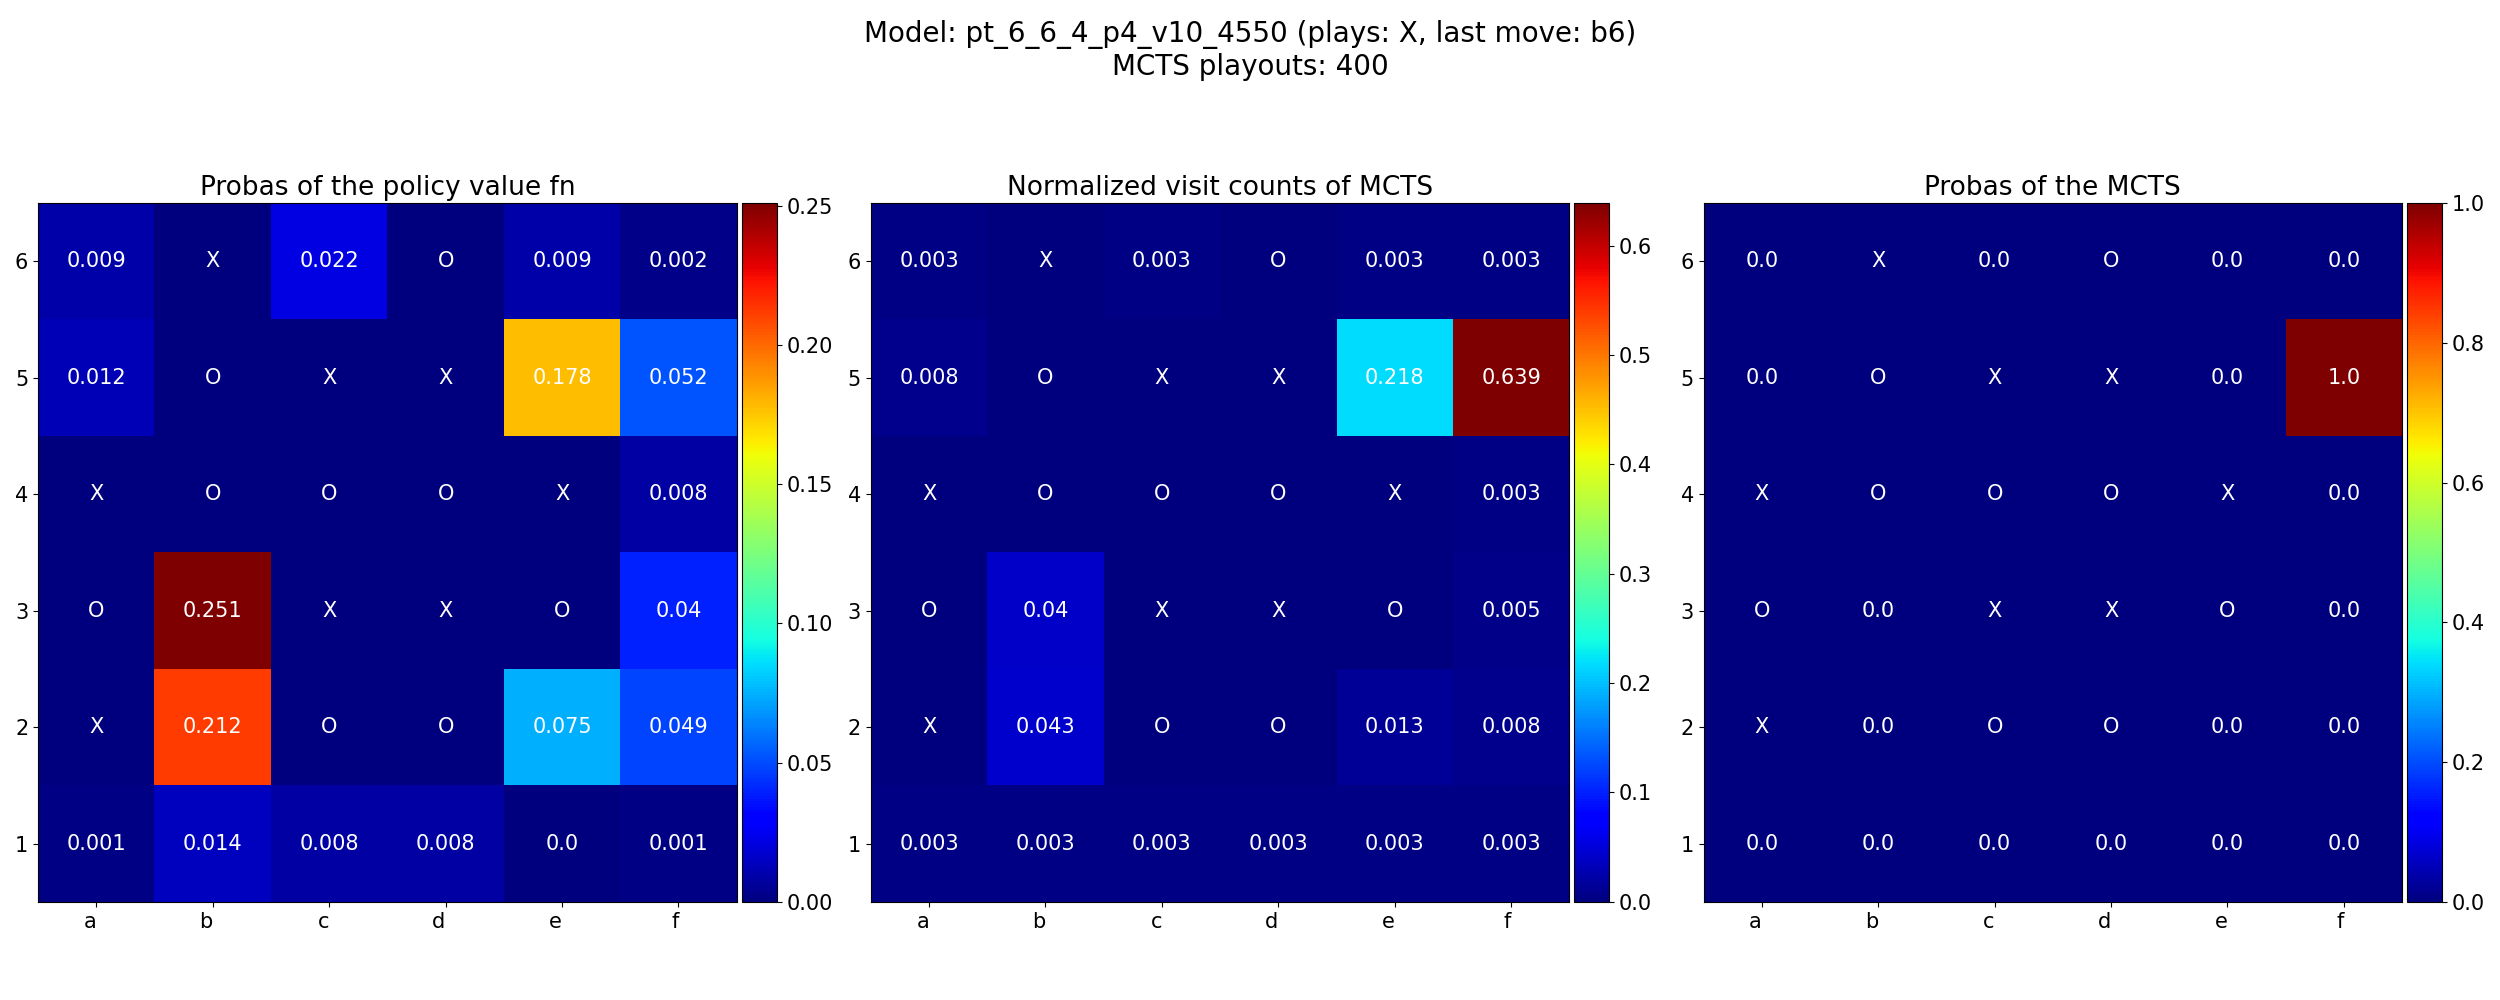 Model: pt_6_6_4_p4_v10_4550 (plays: X, last move: b6)
MCTS playouts: 400
Probas of the policy value fn
6 0.009 X 0.022 O 0.009 0.002
5 0.012 O X X 0.178 0.052
4 X O O O X 0.008
3 O 0.251 X X O 0.04
2 X 0.212 O O 0.075 0.049
1 0.001 0.014 0.008 0.008 0.0 0.001
a b c d e f
0.25
0.20
0.15
0.10
0.05
0.00
Normalized visit counts of MCTS
6 0.003 X 0.003 O 0.003 0.003
5 0.008 O X X 0.218 0.639
4 X O O O X 0.003
3 O 0.04 X X O 0.005
2 X 0.043 O O 0.013 0.008
1 0.003 0.003 0.003 0.003 0.003 0.003
a b c d e f
0.6
0.5
0.4
0.3
0.2
0.1
0.0
Probas of the MCTS
6 0.0 X 0.0 O 0.0 0.0
5 0.0 O X X 0.0 1.0
4 X O O O X 0.0
3 O 0.0 X X O 0.0
2 X 0.0 O O 0.0 0.0
1 0.0 0.0 0.0 0.0 0.0 0.0
a b c d e f
1.0
0.8
0.6
0.4
0.2
0.0